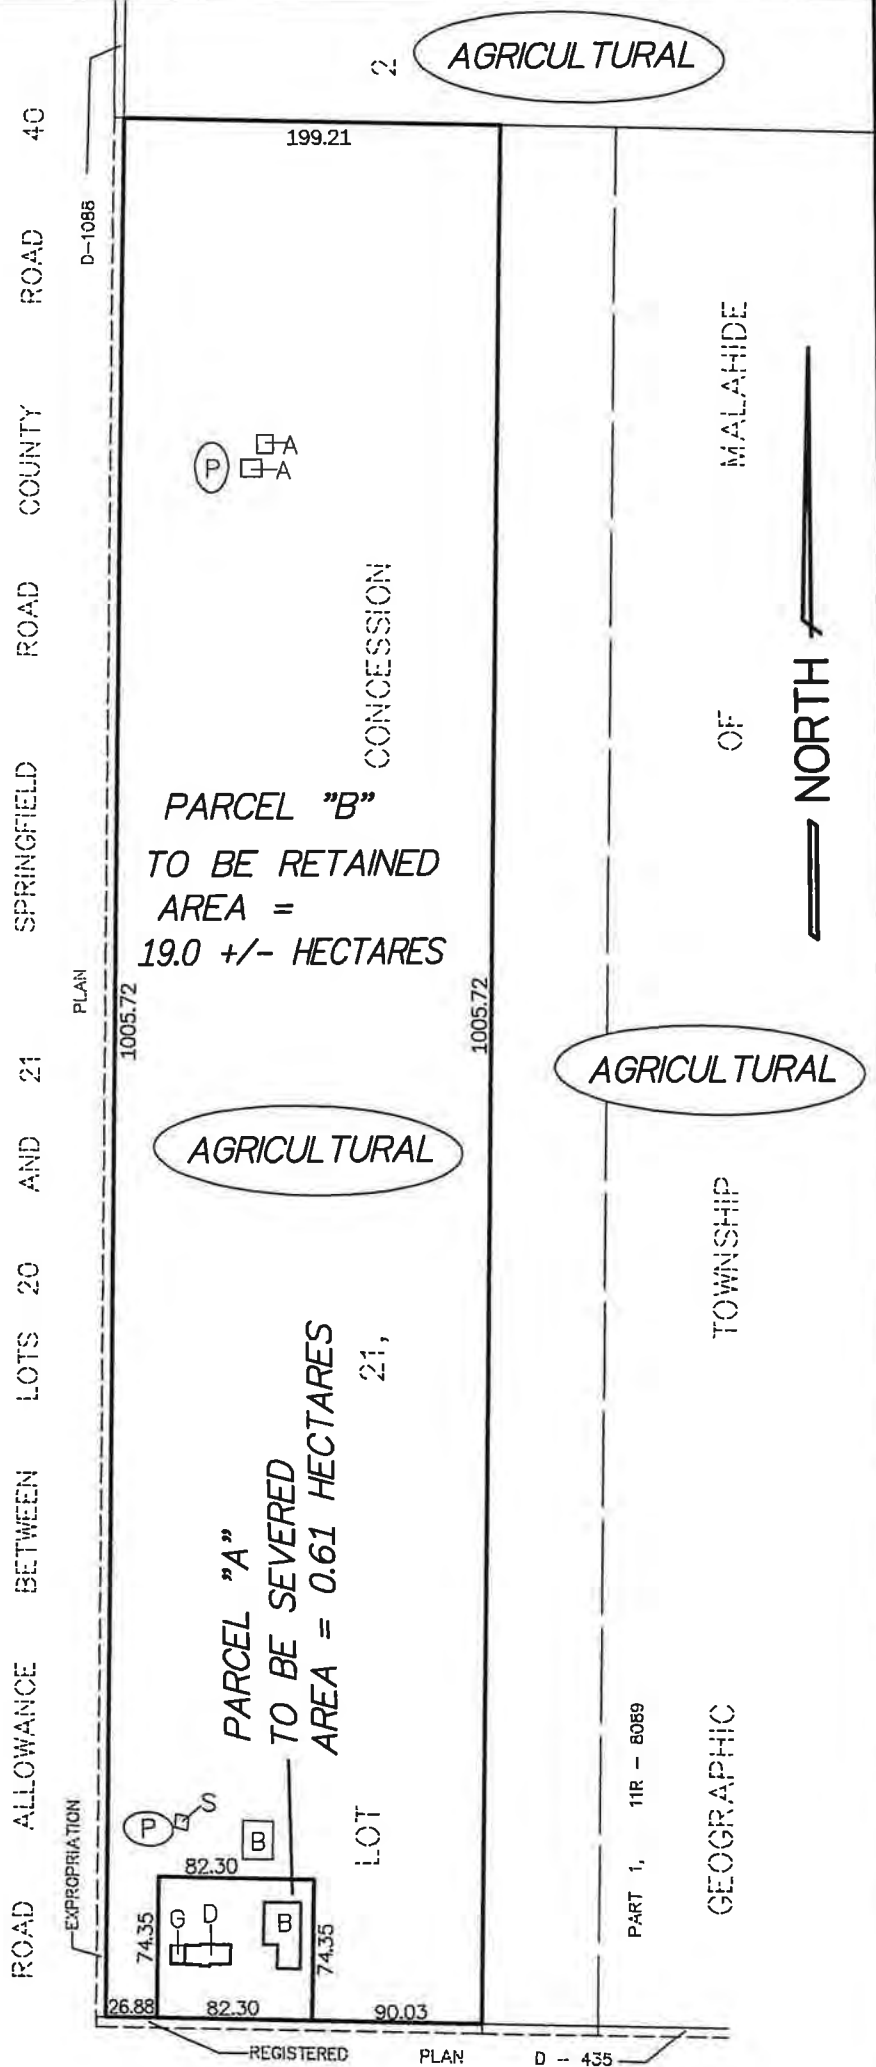 AGRICULTURAL
2
199.21
D-1088
ROAD ALLOWANCE BETWEEN LOTS 20 AND 21 SPRINGFIELD ROAD COUNTY ROAD 40
A
P
A
MALAHIDE
CONCESSION
OF
NORTH
PARCEL "B"
TO BE RETAINED
AREA =
19.0 +/- HECTARES
PLAN
1005.72
1005.72
AGRICULTURAL
AGRICULTURAL
TOWNSHIP
21,
PARCEL "A"
TO BE SEVERED
AREA = 0.61 HECTARES
EXPROPRIATION
P
S
B
LOT
PART 1, 11R - 8089
GEOGRAPHIC
82.30
74.35
G
D
B
74.35
26.88
82.30
90.03
REGISTERED PLAN D - 435